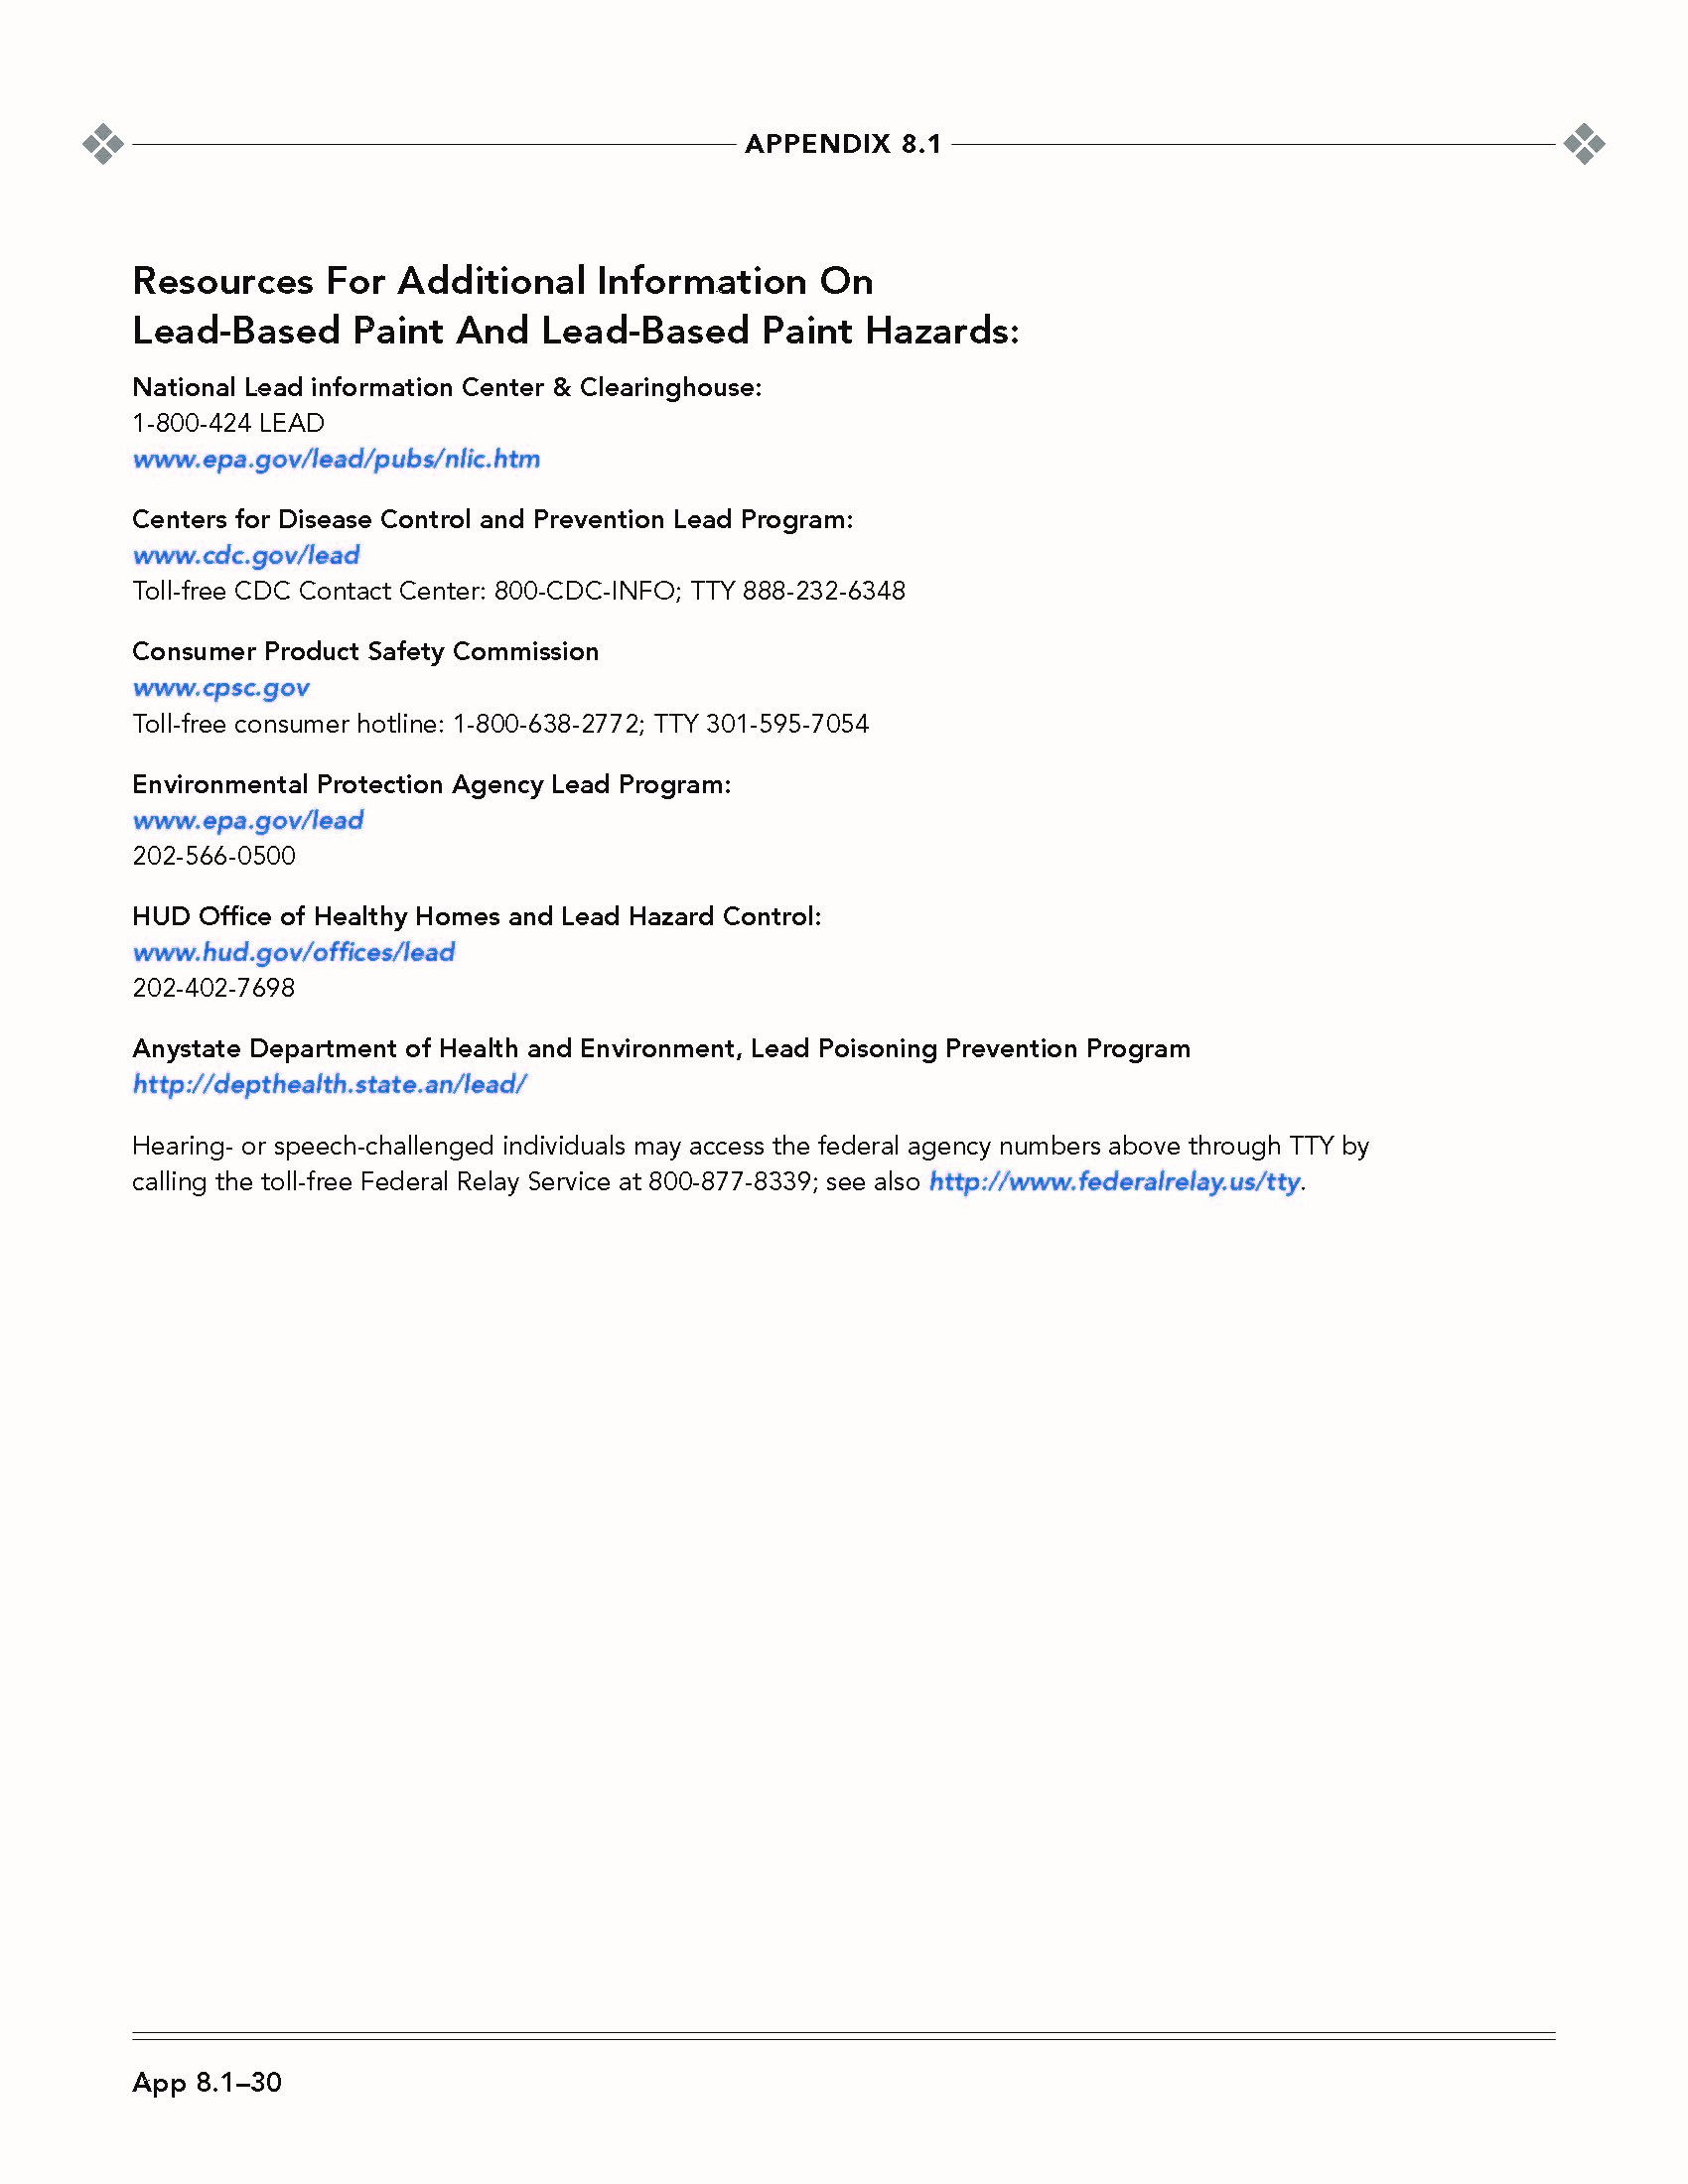 APPENDIX 8.1
Resources For Additional Information On
Lead-Based Paint And Lead-Based Paint Hazards:
National Lead information Center & Clearinghouse:
1-800-424 LEAD
www.epa.gov/lead/pubs/nlic.htm
Centers for Disease Control and Prevention Lead Program:
www.cdc.gov/lead
Toll-free CDC Contact Center: 800-CDC-INFO; TTY 888-232-6348
Consumer Product Safety Commission
www.cpsc.gov
Toll-free consumer hotline: 1-800-638-2772; TTY 301-595-7054
Environmental Protection Agency Lead Program:
www.epa.gov/lead
202-566-0500
HUD Office of Healthy Homes and Lead Hazard Control:
www.hud.gov/offices/lead
202-402-7698
Anystate Department of Health and Environment, Lead Poisoning Prevention Program
http://depthealth.state.an/lead/
Hearing- or speech-challenged individuals may access the federal agency numbers above through TTY by
calling the toll-free Federal Relay Service at 800-877-8339; see also http://www.federalrelay.us/tty.
App 8.1–30